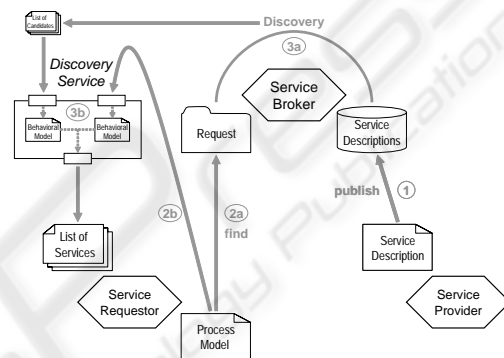 List of
Candidates
Discovery
3a
Discovery
Service
3b
Behavioral
Model
Behavioral
Model
Service
Broker
Request
Service
Descriptions
publish
1
2b
2a
find
List of
Services
Service
Description
Service
Requestor
Service
Provider
Process
Model